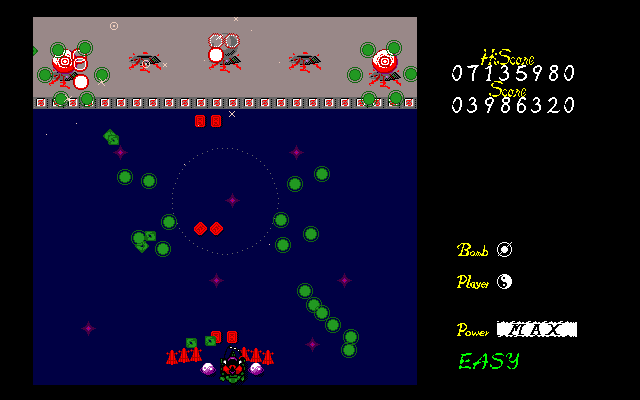 HiScore
07135980
Score
03986320
Bomb
Player
Power MAX
EASY